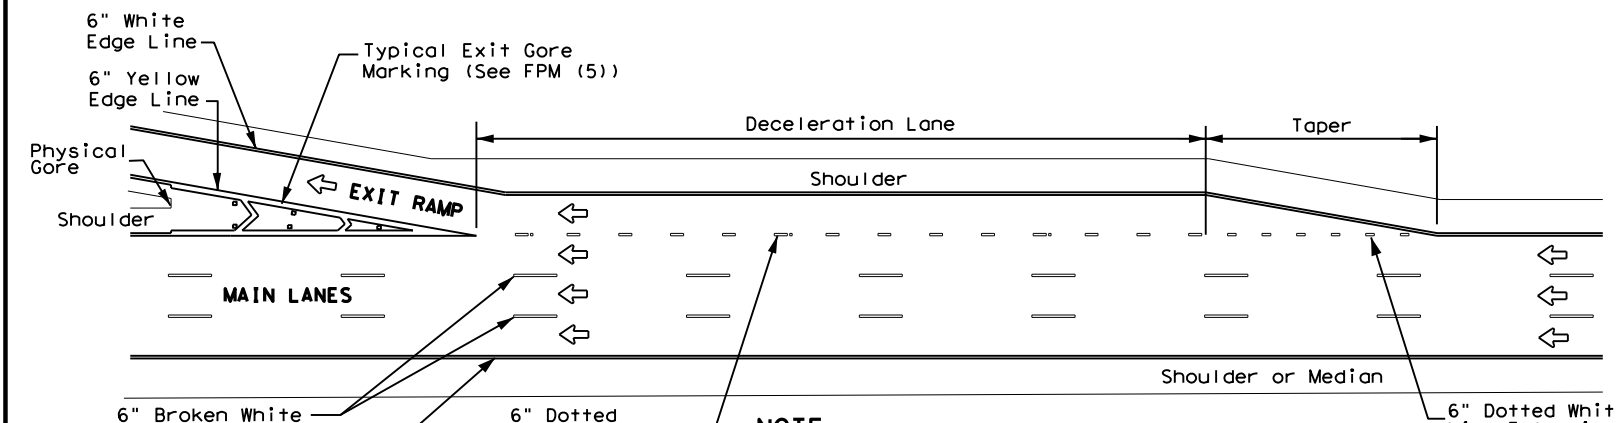 6" White
Edge Line
Typical Exit Gore
Marking (See FPM (5))
6" Yellow
Edge Line
Deceleration Lane
Taper
Physical
Gore
Shoulder
EXIT RAMP
Shoulder
MAIN LANES
Shoulder or Median
6" Broken White
6" Dotted
NOTE
6" Dotted Whit